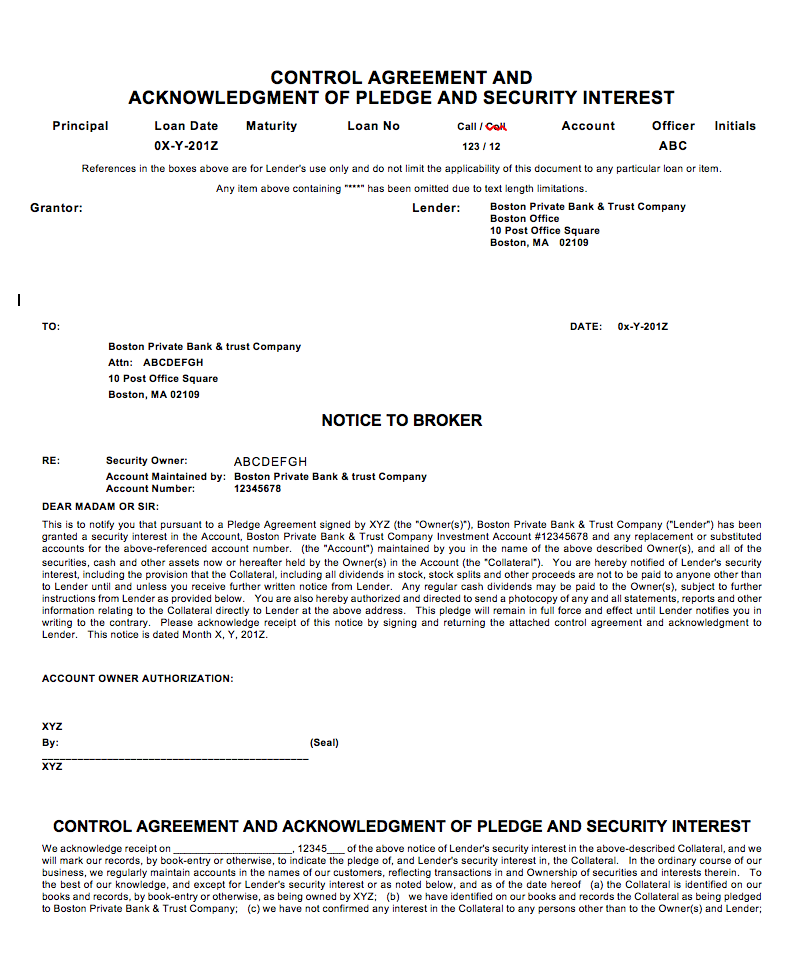 CONTROL AGREEMENT AND
ACKNOWLEDGMENT OF PLEDGE AND SECURITY INTEREST
Principal Loan Date Maturity Loan No Call / Coll Account Officer Initials
0X-Y-201Z 123 / 12 ABC
References in the boxes above are for Lender's use only and do not limit the applicability of this document to any particular loan or item.
Any item above containing "***" has been omitted due to text length limitations.
Grantor: Lender: Boston Private Bank & Trust Company
Boston Office
10 Post Office Square
Boston, MA 02109
TO: DATE: 0x-Y-201Z
Boston Private Bank & trust Company
Attn: ABCDEFGH
10 Post Office Square
Boston, MA 02109
NOTICE TO BROKER
RE: Security Owner: ABCDEFGH
Account Maintained by: Boston Private Bank & trust Company
Account Number: 12345678
DEAR MADAM OR SIR:
This is to notify you that pursuant to a Pledge Agreement signed by XYZ (the "Owner(s)"), Boston Private Bank & Trust Company ("Lender") has been
granted a security interest in the Account, Boston Private Bank & Trust Company Investment Account #12345678 and any replacement or substituted
accounts for the above-referenced account number. (the "Account") maintained by you in the name of the above described Owner(s), and all of the
securities, cash and other assets now or hereafter held by the Owner(s) in the Account (the "Collateral"). You are hereby notified of Lender's security
interest, including the provision that the Collateral, including all dividends in stock, stock splits and other proceeds are not to be paid to anyone other than
to Lender until and unless you receive further written notice from Lender. Any regular cash dividends may be paid to the Owner(s), subject to further
instructions from Lender as provided below. You are also hereby authorized and directed to send a photocopy of any and all statements, reports and other
information relating to the Collateral directly to Lender at the above address. This pledge will remain in full force and effect until Lender notifies you in
writing to the contrary. Please acknowledge receipt of this notice by signing and returning the attached control agreement and acknowledgment to
Lender. This notice is dated Month X, Y, 201Z.
ACCOUNT OWNER AUTHORIZATION:
XYZ
By: (Seal)
XYZ
CONTROL AGREEMENT AND ACKNOWLEDGMENT OF PLEDGE AND SECURITY INTEREST
We acknowledge receipt on ______________________, 12345___ of the above notice of Lender's security interest in the above-described Collateral, and we
will mark our records, by book-entry or otherwise, to indicate the pledge of, and Lender's security interest in, the Collateral. In the ordinary course of our
business, we regularly maintain accounts in the names of our customers, reflecting transactions in and Ownership of securities and interests therein. To
the best of our knowledge, and except for Lender's security interest or as noted below, and as of the date hereof (a) the Collateral is identified on our
books and records, by book-entry or otherwise, as being owned by XYZ; (b) we have identified on our books and records the Collateral as being pledged
to Boston Private Bank & Trust Company; (c) we have not confirmed any interest in the Collateral to any persons other than to the Owner(s) and Lender;